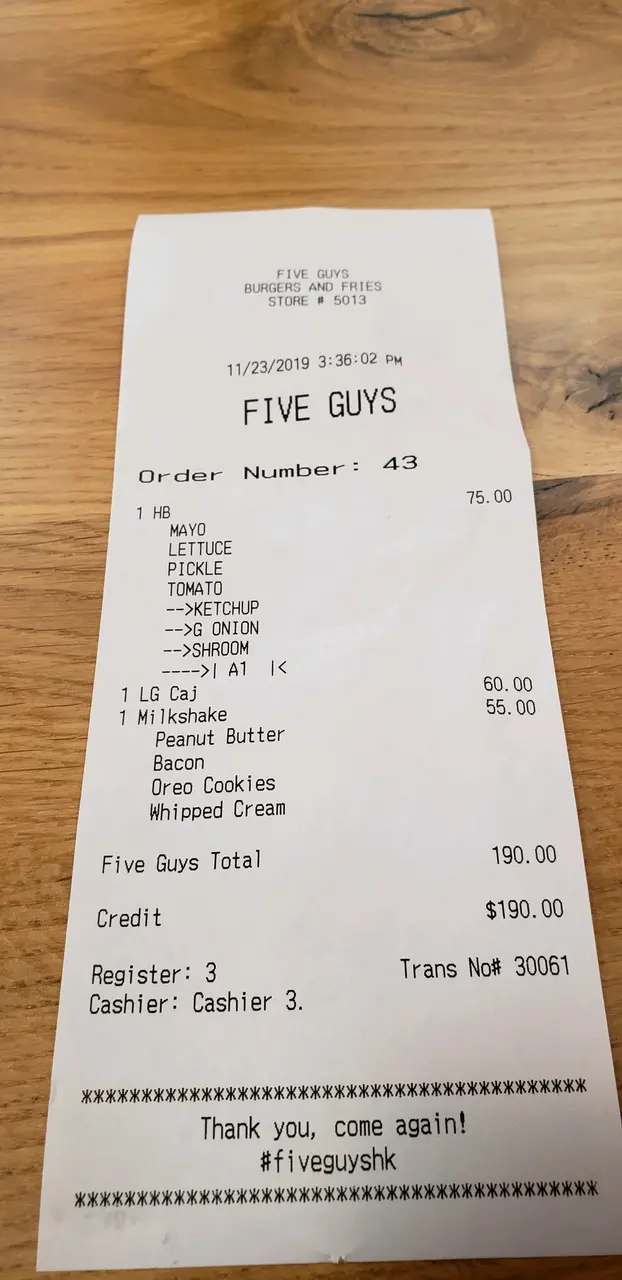 FIVE GUYS
BURGERS AND FRIES
STORE # 5013
11/23/2019 3:36:02 PM
FIVE GUYS
Order Number: 43
1 HB 75.00
MAYO
LETTUCE
PICKLE
TOMATO
-->KETCHUP
-->G ONION
-->SHROOM
---->| A1 |<
1 LG Caj 60.00
1 Milkshake 55.00
Peanut Butter
Bacon
Oreo Cookies
Whipped Cream
Five Guys Total 190.00
Credit $190.00
Register: 3 Trans No# 30061
Cashier: Cashier 3.
******************************************
Thank you, come again!
#fiveguyshk
******************************************